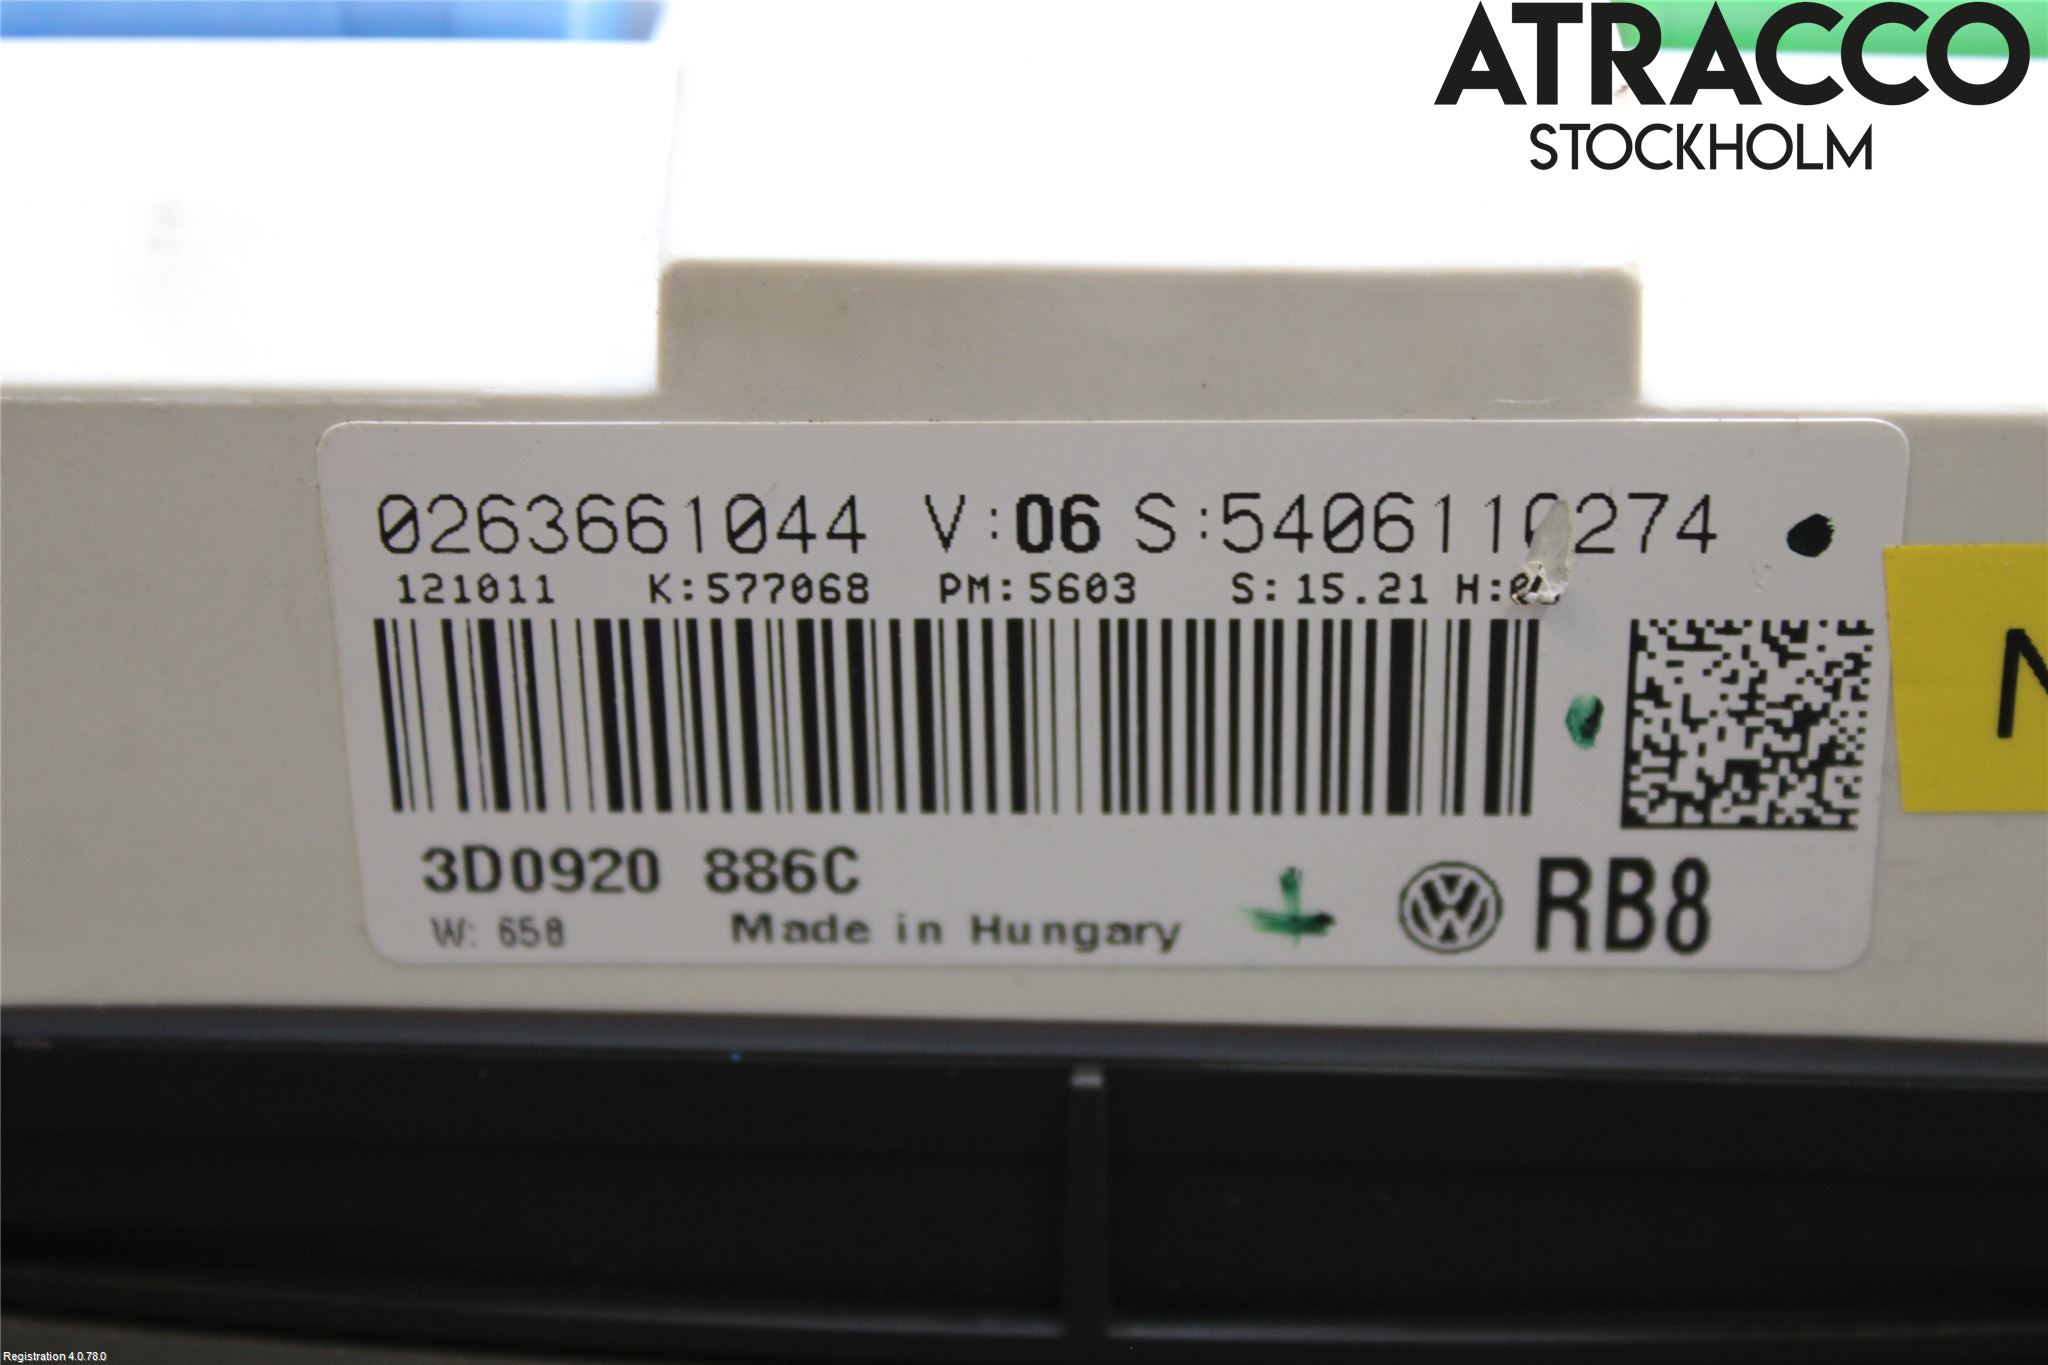 ATRACCO
STOCKHOLM
0263661044 V:06 S:5406110274
121011 K:577068 PM:5603 S:15.21
3D0920 886C
W: 658 Made in Hungary RB8
N
Registration 4.0.78.0